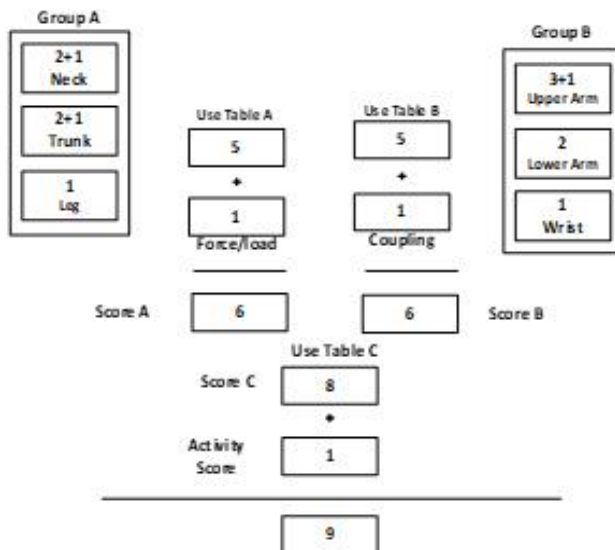 Group A
2+1
Neck
2+1
Trunk
1
Leg
Use Table A
5
+
1
Force/load
Score A
6
Use Table B
5
+
1
Coupling
6
Score B
Group B
3+1
Upper Arm
2
Lower Arm
1
Wrist
Use Table C
Score C
8
+
Activity
Score
1
9